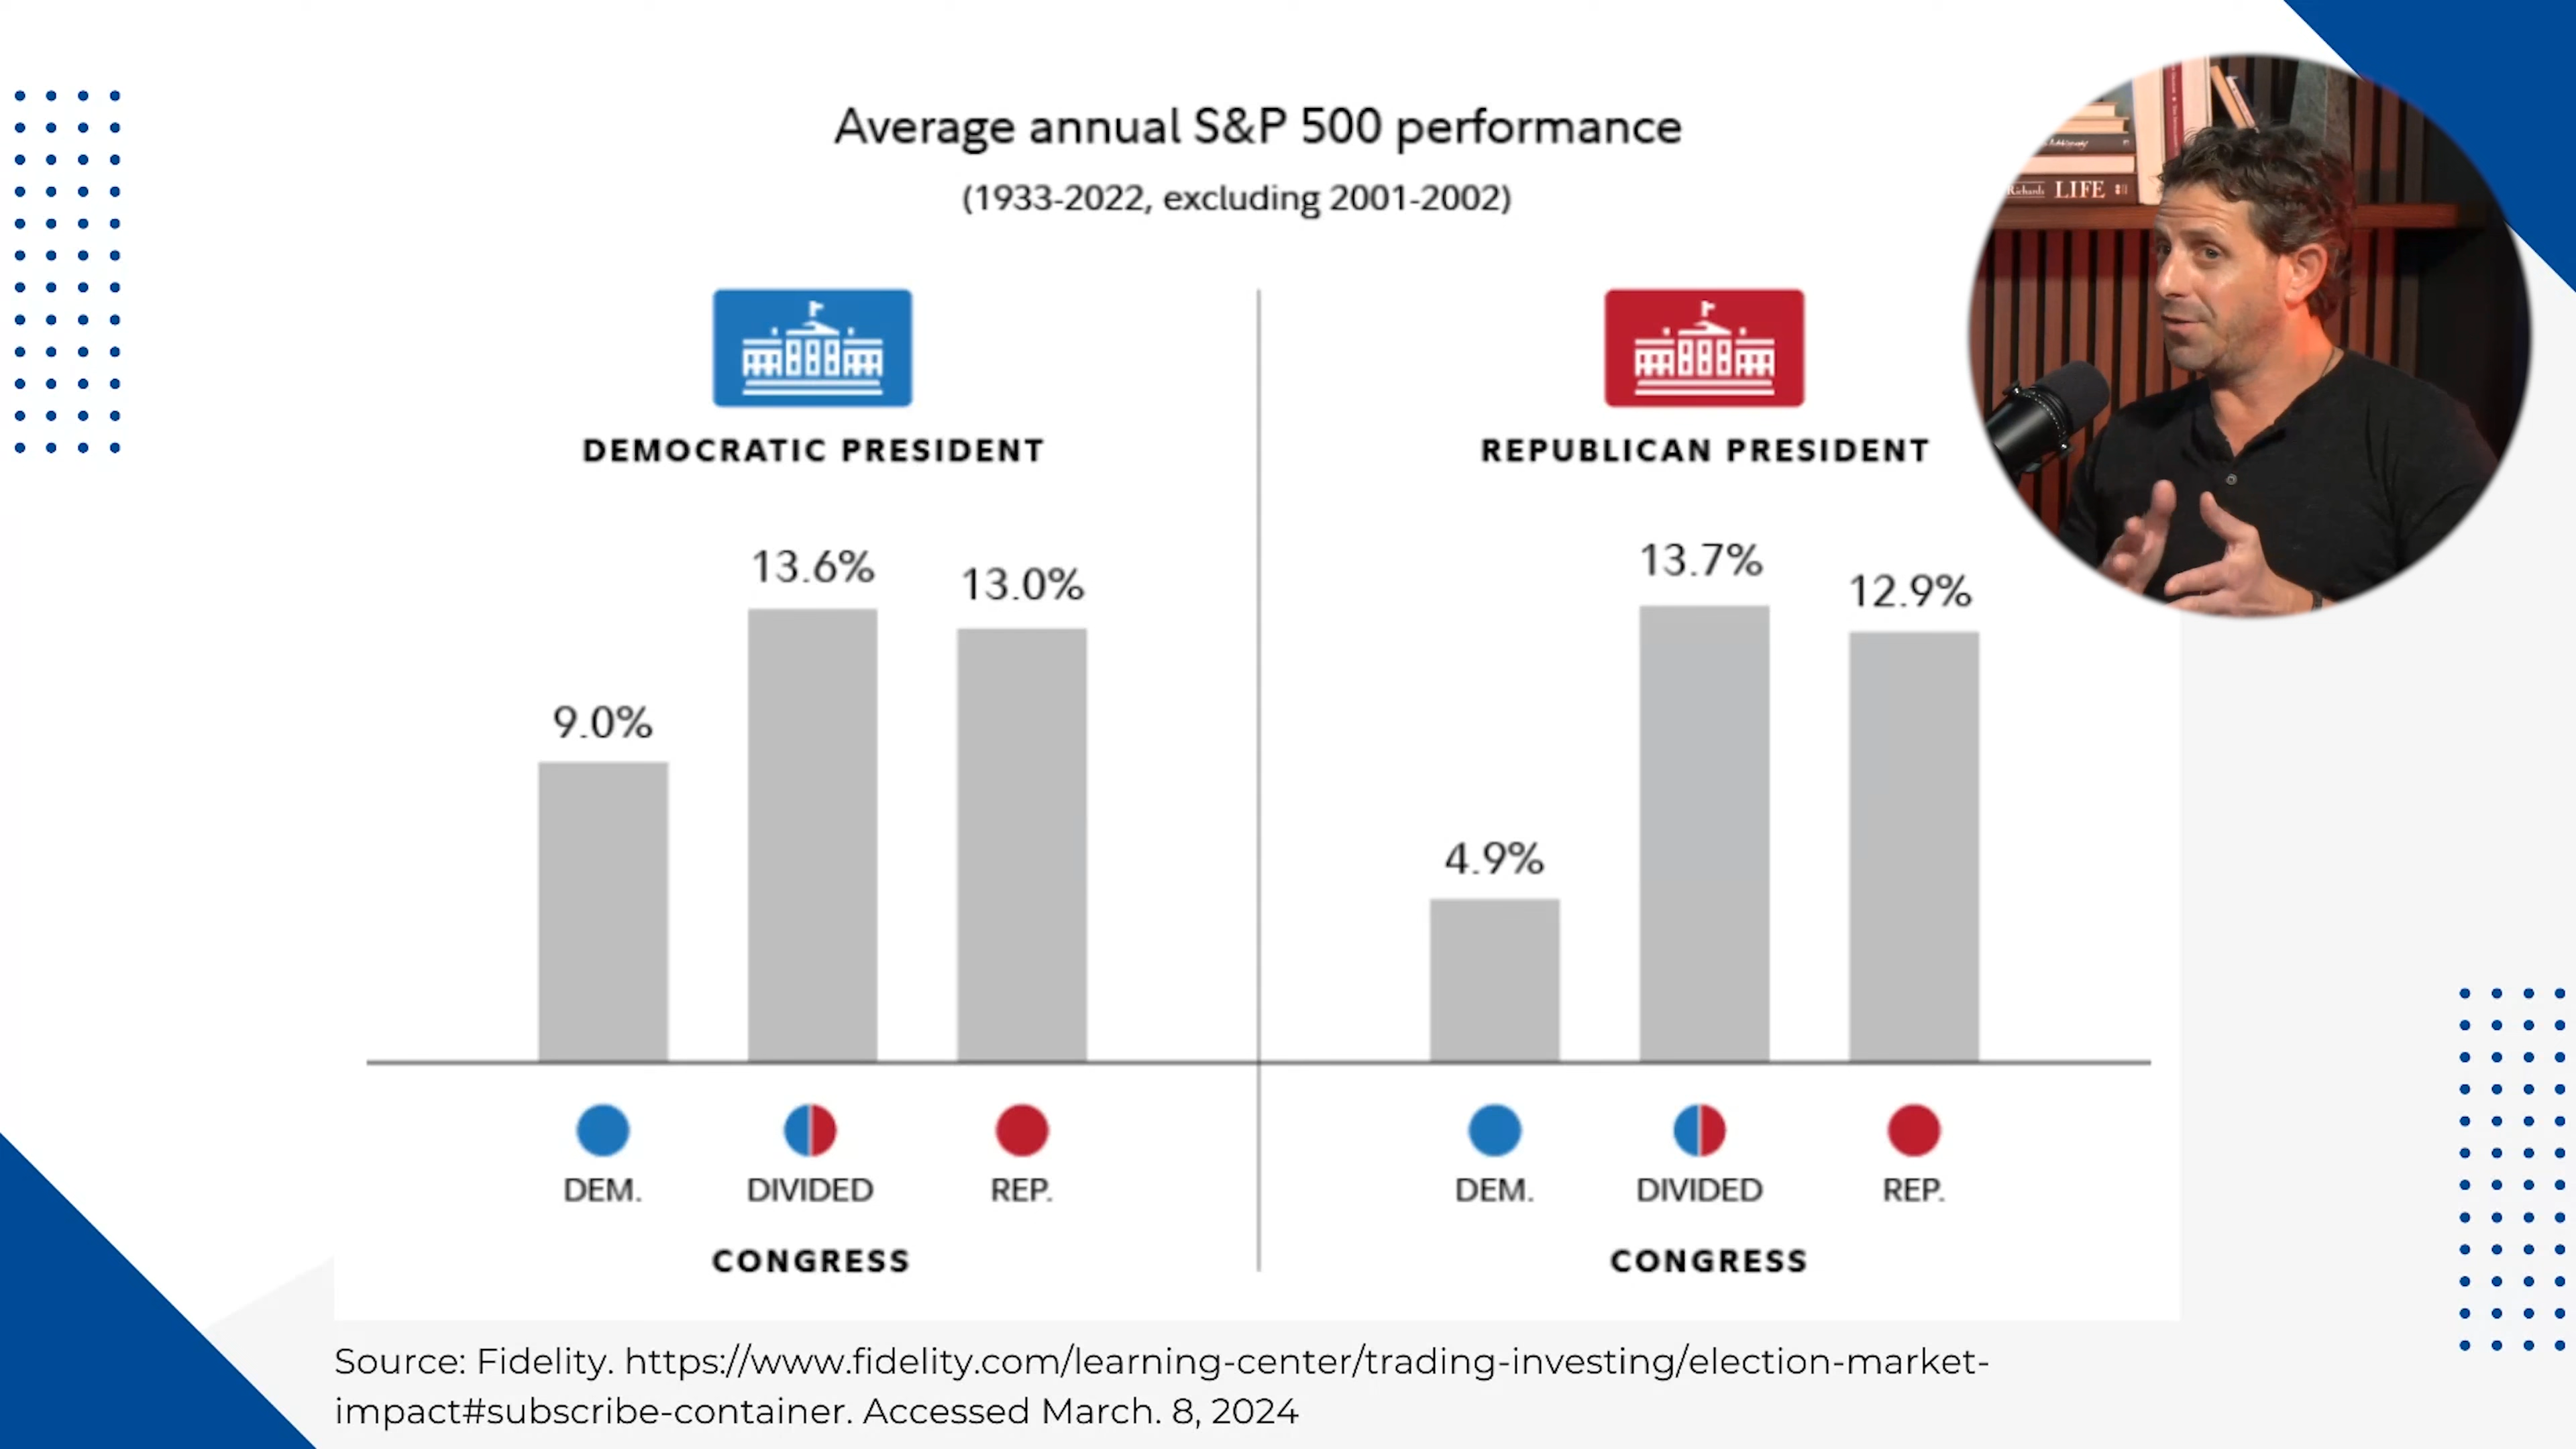 Average annual S&P 500 performance
(1933-2022, excluding 2001-2002)
DEMOCRATIC PRESIDENT
13.6%
13.0%
9.0%
DEM.
DIVIDED
REP.
CONGRESS
REPUBLICAN PRESIDENT
13.7%
12.9%
4.9%
DEM.
DIVIDED
REP.
CONGRESS
Richards LIFE
Source: Fidelity. https://www.fidelity.com/learning-center/trading-investing/election-market-
impact#subscribe-container. Accessed March. 8, 2024